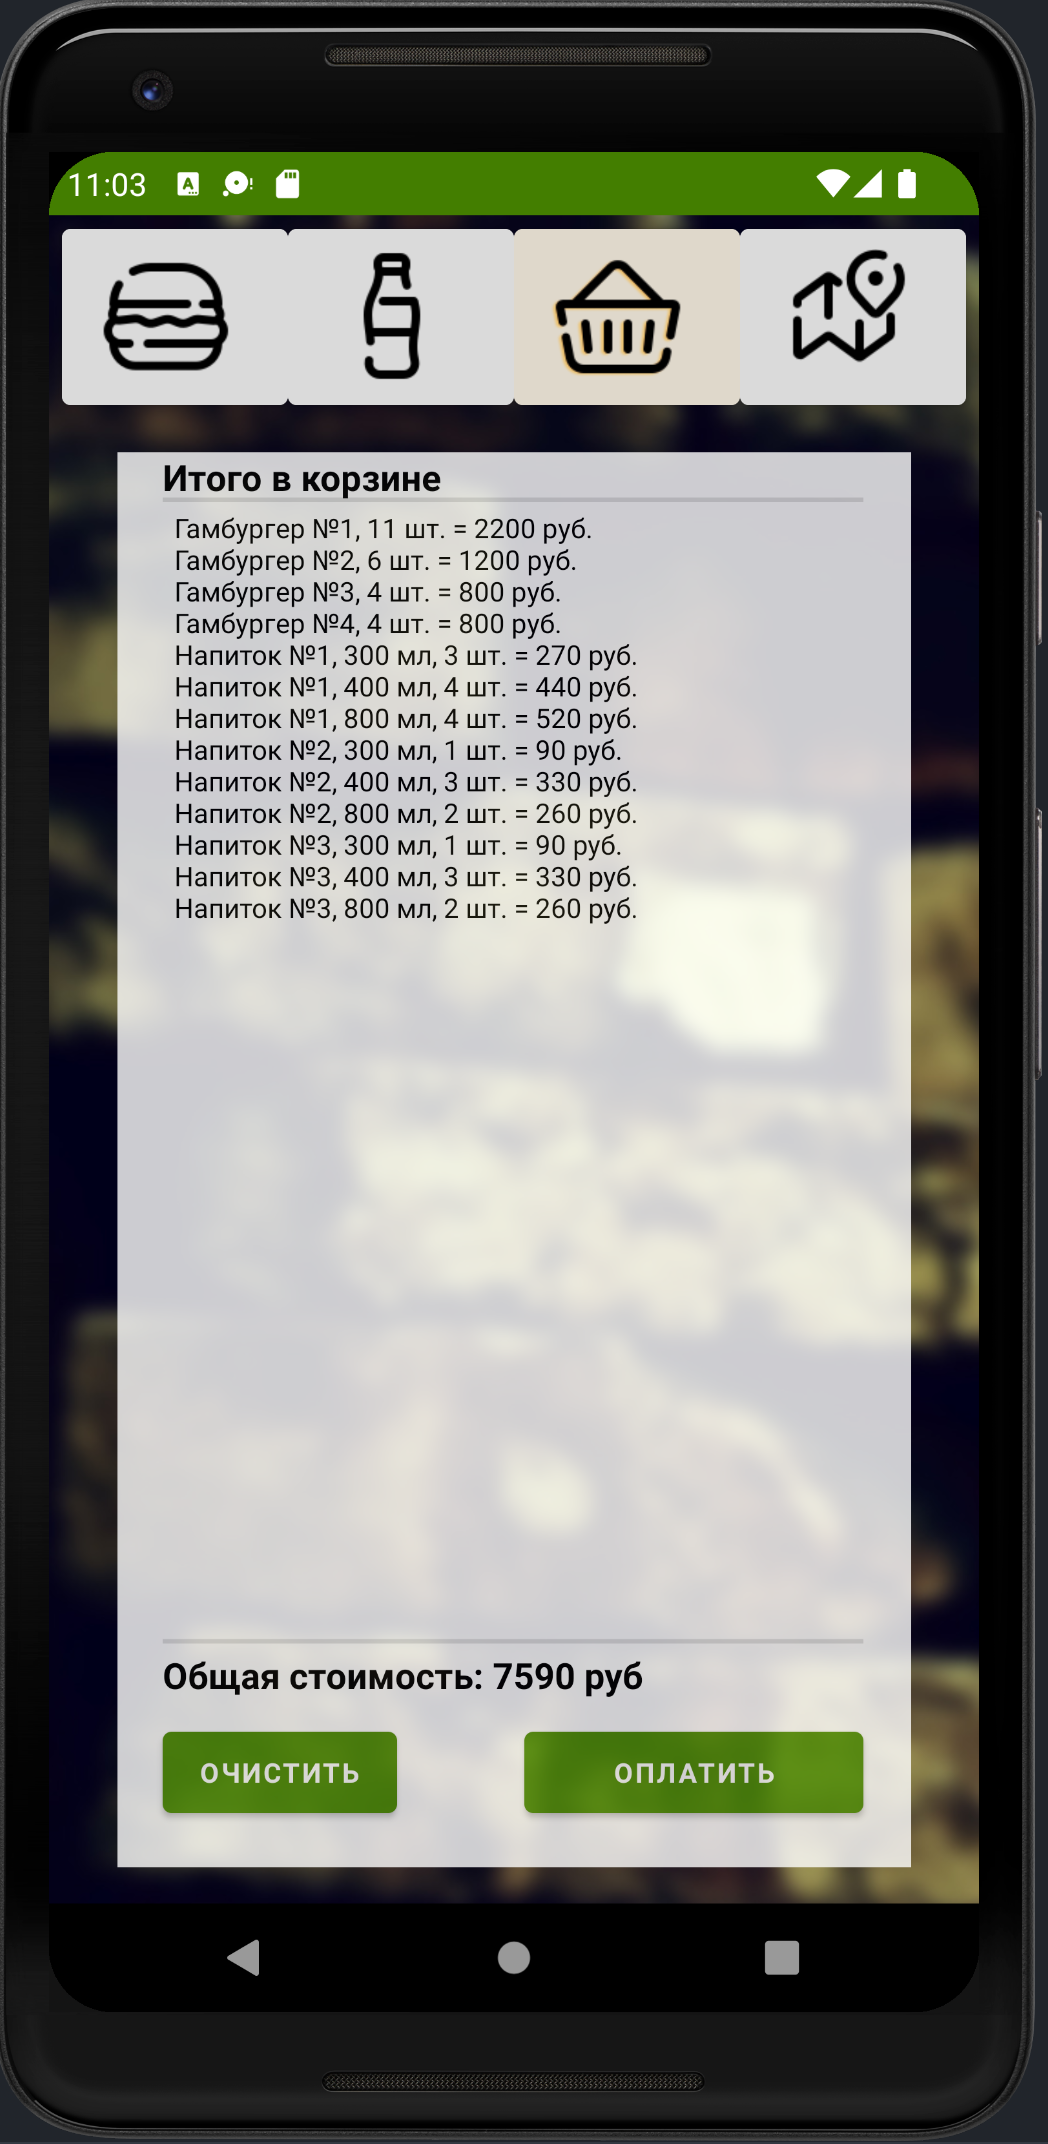 11:03
Итого в корзине
Гамбургер №1, 11 шт. = 2200 руб.
Гамбургер №2, 6 шт. = 1200 руб.
Гамбургер №3, 4 шт. = 800 руб.
Гамбургер №4, 4 шт. = 800 руб.
Напиток №1, 300 мл, 3 шт. = 270 руб.
Напиток №1, 400 мл, 4 шт. = 440 руб.
Напиток №1, 800 мл, 4 шт. = 520 руб.
Напиток №2, 300 мл, 1 шт. = 90 руб.
Напиток №2, 400 мл, 3 шт. = 330 руб.
Напиток №2, 800 мл, 2 шт. = 260 руб.
Напиток №3, 300 мл, 1 шт. = 90 руб.
Напиток №3, 400 мл, 3 шт. = 330 руб.
Напиток №3, 800 мл, 2 шт. = 260 руб.
Общая стоимость: 7590 руб
ОЧИСТИТЬ
ОПЛАТИТЬ